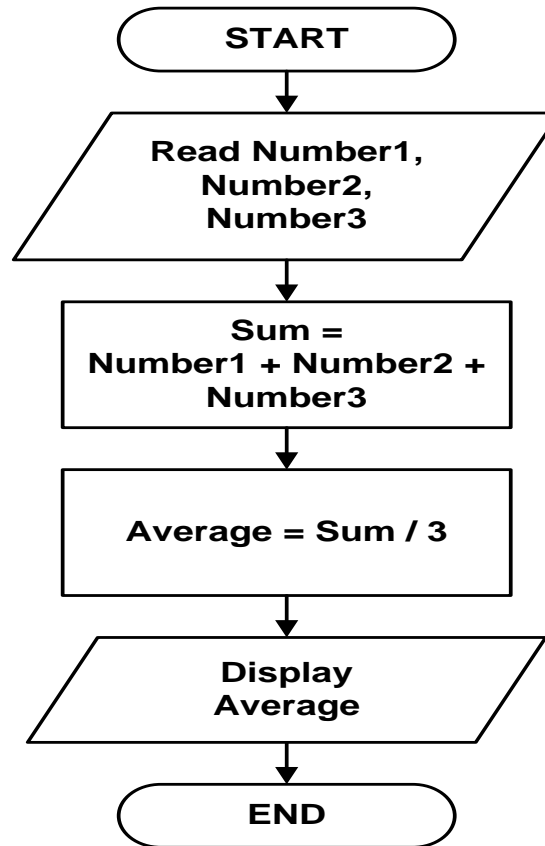 START
Read Number1,
Number2,
Number3
Sum =
Number1 + Number2 +
Number3
Average = Sum / 3
Display
Average
END